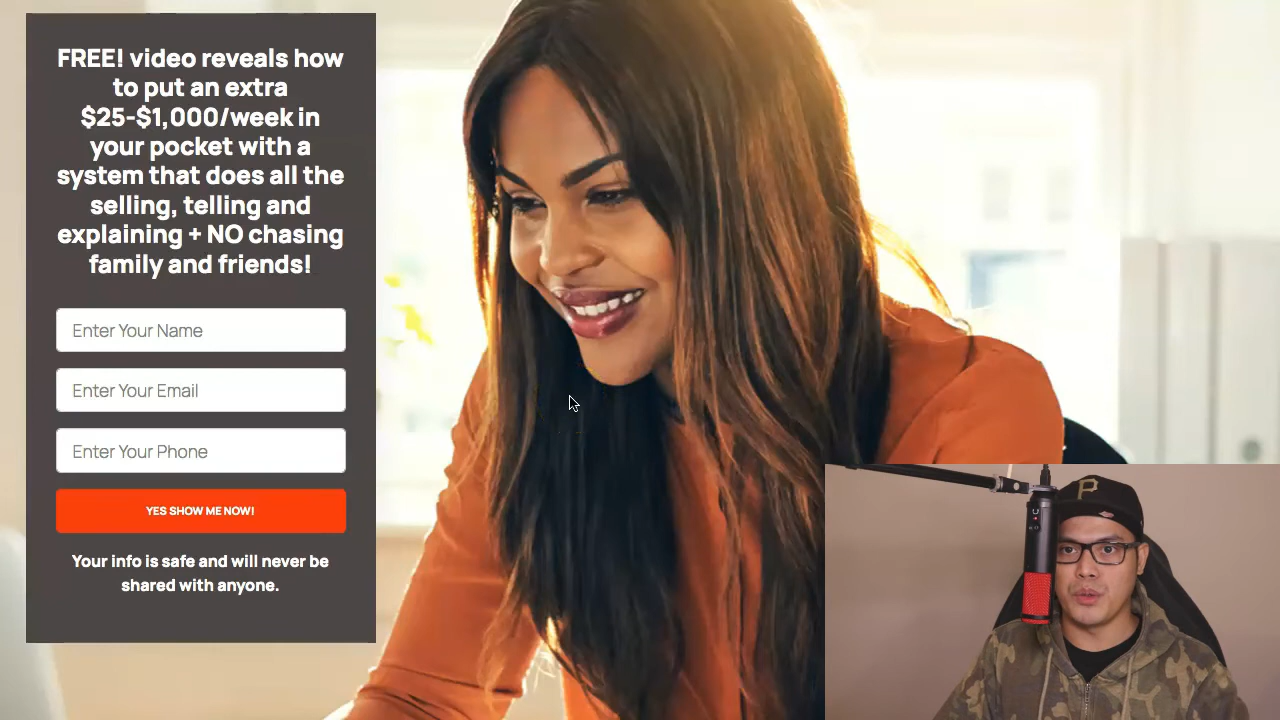 FREE! video reveals how
to put an extra
$25-$1,000/week in
your pocket with a
system that does all the
selling, telling and
explaining + NO chasing
family and friends!
Enter Your Name
Enter Your Email
Enter Your Phone
YES SHOW ME NOW!
Your info is safe and will never be
shared with anyone.
P